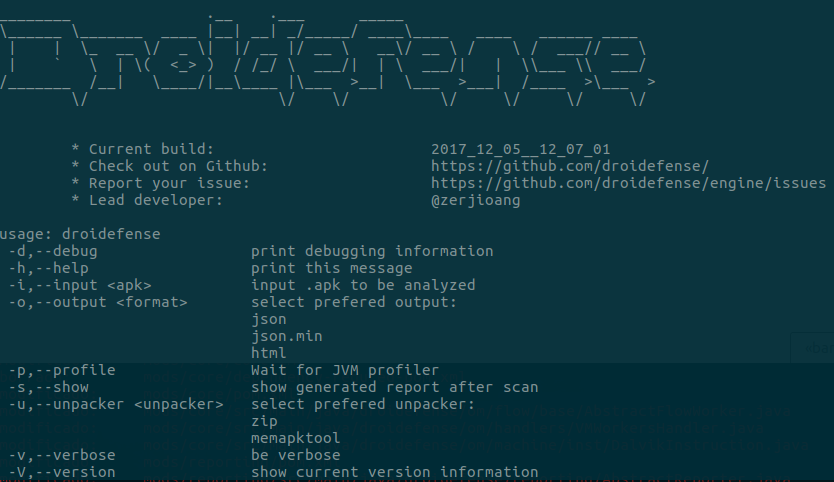 Droidefense
* Current build: 2017_12_05__12_07_01
* Check out on Github: https://github.com/droidefense/
* Report your issue: https://github.com/droidefense/engine/issues
* Lead developer: @zerjioang
usage: droidefense
-d,--debug print debugging information
-h,--help print this message
-i,--input <apk> input .apk to be analyzed
-o,--output <format> select prefered output:
json
json.min
html
-p,--profile Wait for JVM profiler
-s,--show show generated report after scan
-u,--unpacker <unpacker> select prefered unpacker:
zip
memapktool
-v,--verbose be verbose
-V,--version show current version information